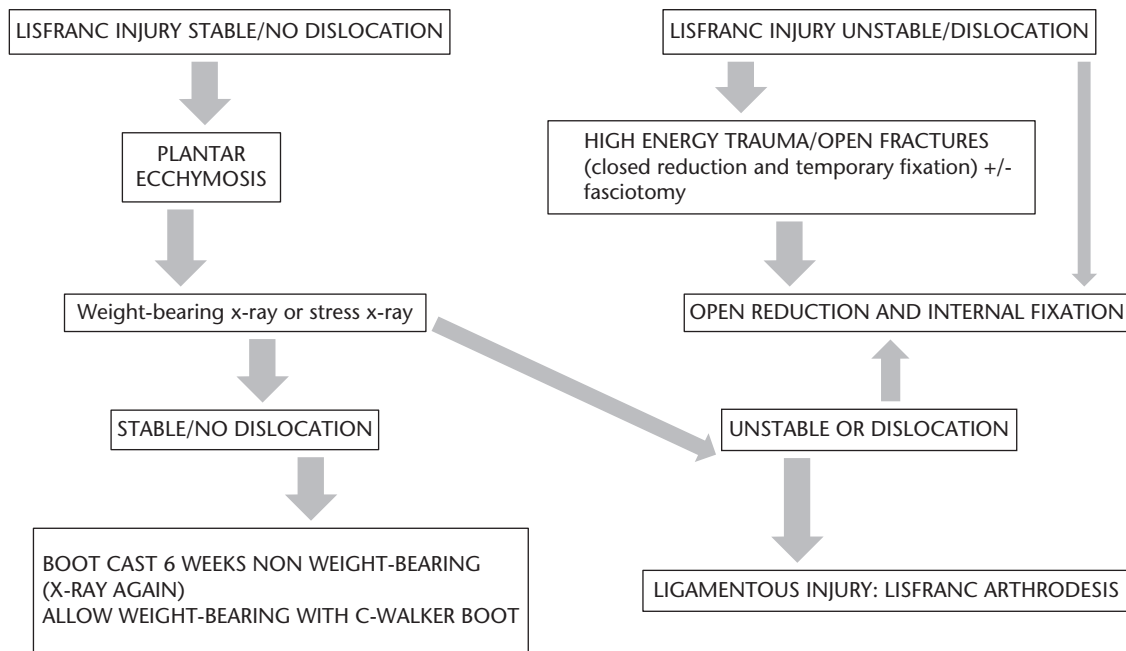 LISFRANC INJURY STABLE/NO DISLOCATION
PLANTAR
ECCHYMOSIS
Weight-bearing x-ray or stress x-ray
STABLE/NO DISLOCATION
BOOT CAST 6 WEEKS NON WEIGHT-BEARING
(X-RAY AGAIN)
ALLOW WEIGHT-BEARING WITH C-WALKER BOOT
LISFRANC INJURY UNSTABLE/DISLOCATION
HIGH ENERGY TRAUMA/OPEN FRACTURES
(closed reduction and temporary fixation) +/-
fasciotomy
OPEN REDUCTION AND INTERNAL FIXATION
UNSTABLE OR DISLOCATION
LIGAMENTOUS INJURY: LISFRANC ARTHRODESIS